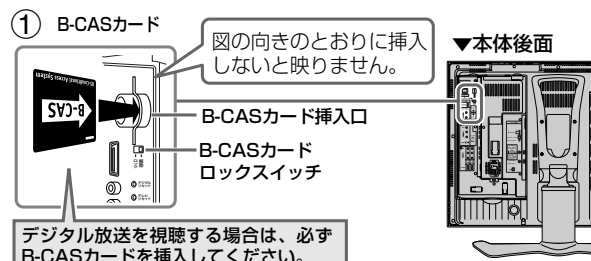 ① B-CASカード
図の向きのとおりに挿入
しないと映りません。
▼本体後面
BS-Conditional Access System
B-CAS
B-CASカード挿入口
B-CASカード
ロックスイッチ
デジタル放送を視聴する場合は、必ず
B-CASカードを挿入してください。